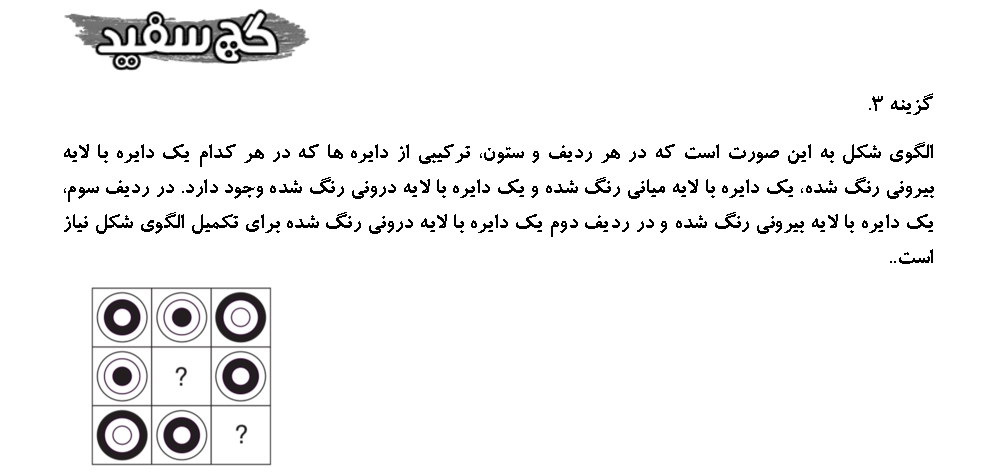 گچ سفید
گزینه ۳.
الگوی شکل به این صورت است که در هر ردیف و ستون، ترکیبی از دایره ها که در هر کدام یک دایره با لایه
بیرونی رنگ شده، یک دایره با لایه میانی رنگ شده و یک دایره با لایه درونی رنگ شده وجود دارد. در ردیف سوم،
یک دایره با لایه بیرونی رنگ شده و در ردیف دوم یک دایره با لایه درونی رنگ شده برای تکمیل الگوی شکل نیاز
است..
?
?